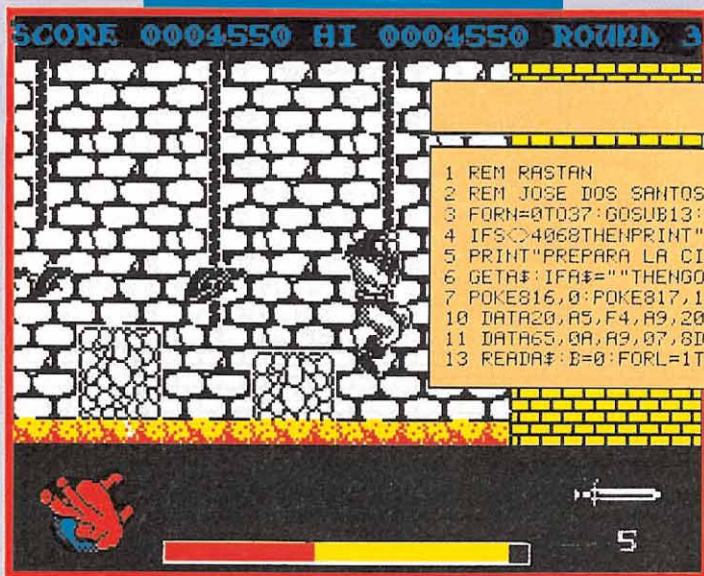 SCORE 0004550 HI 0004550 ROUND 3
1 REM RASTAN
2 REM JOSE DOS SANTOS
3 FORN=0TO37:GOSUB13:
4 IFS<>4068THENPRINT"
5 PRINT"PREPARA LA CI
6 GETA$:IFA$=""THENGO
7 POKE816,0:POKE817,1
10 DATA20,A5,F4,A9,20
11 DATA65,0A,A9,07,8D
13 READA$:B=0:FORL=1T
5